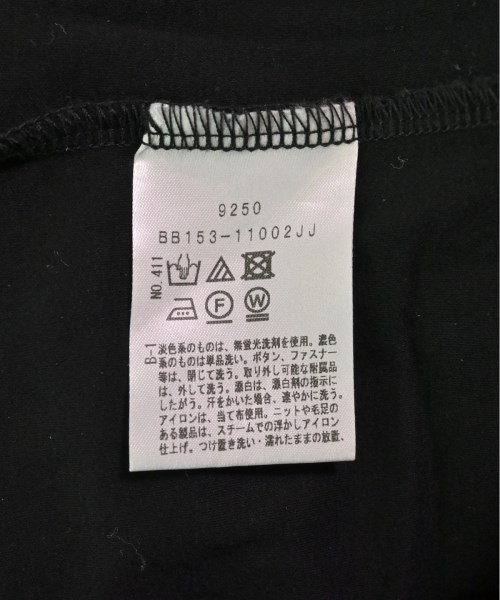 9250
BB153-11002JJ
NO.411
F
W
B-1
淡色系のものは、無蛍光洗剤を使用。濃色
系のものは単品洗い。ボタン、ファスナー
等は、閉じて洗う。取り外し可能な附属品
は、外して洗う。漂白は、漂白剤の指示に
したがう。汗をかいた場合、速やかに洗う。
アイロンは、当て布使用。ニットや毛足の
ある製品は、スチームでの浮かしアイロン
仕上げ。つけ置き洗い・濡れたままの放置、